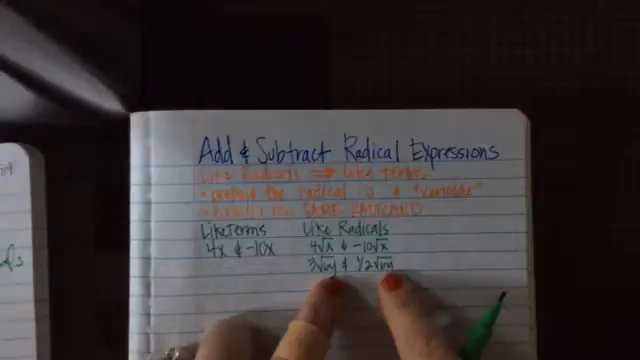 Add & Subtract Radical Expressions
Like Radicals ⟹ Like Terms
• pretend the radical is a "variable"
• Radicals SAME RADICAND
Like Terms Like Radicals
4x & -10x 4√x & -10√x
3√xy & 1/2√xy